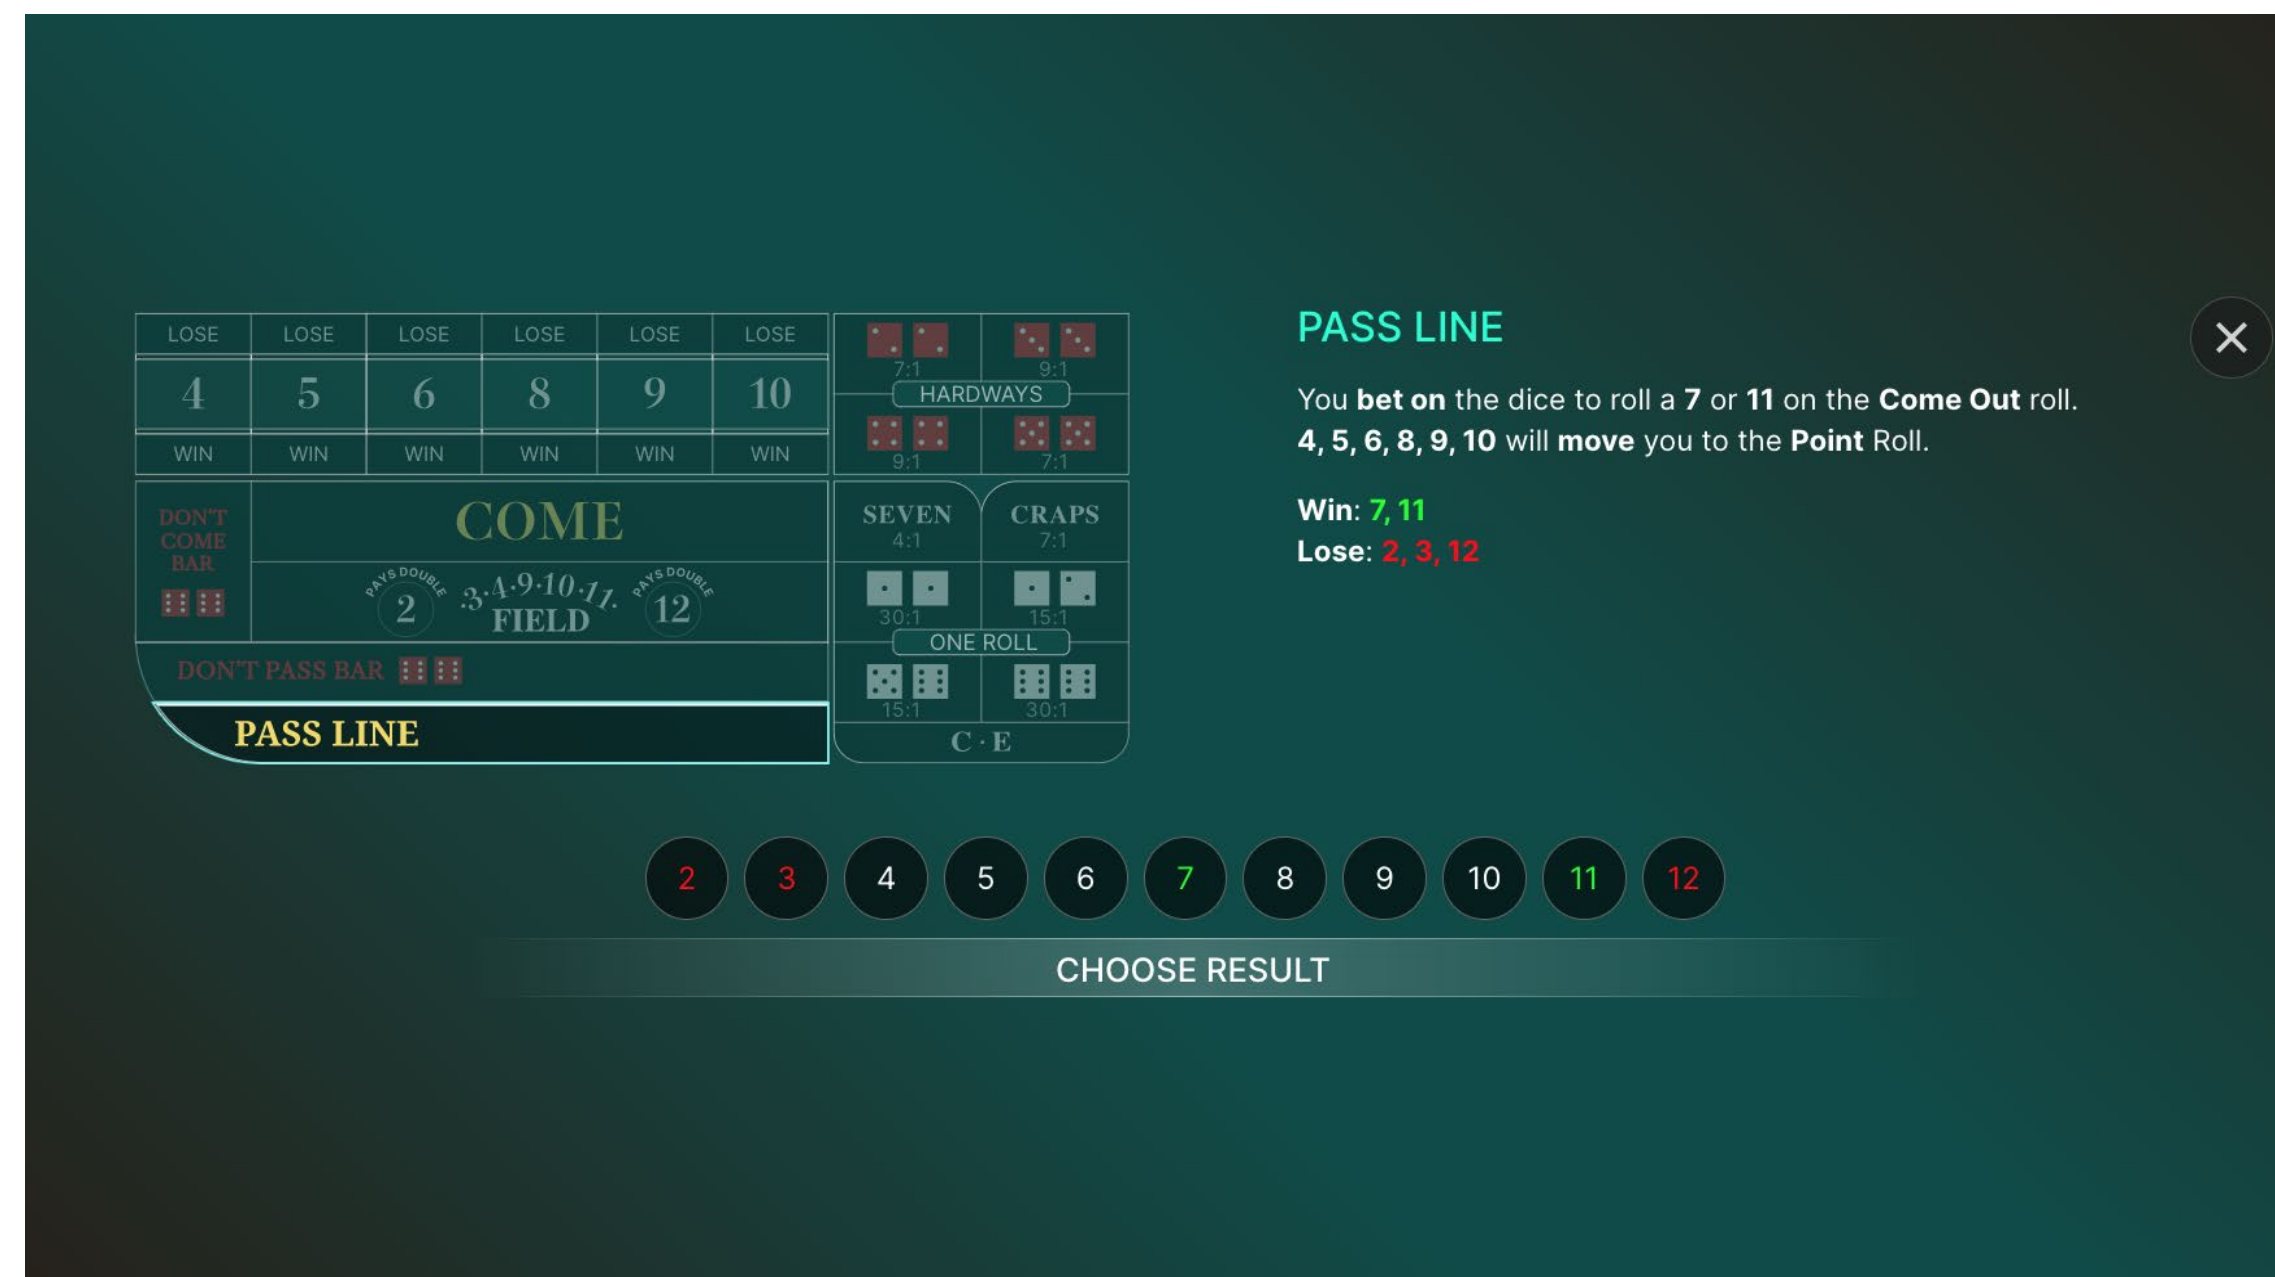 LOSE LOSE LOSE LOSE LOSE LOSE
4 5 6 8 9 10
WIN WIN WIN WIN WIN WIN
7:1 9:1
HARDWAYS
9:1 7:1
DON'T
COME
BAR
COME
PAYS DOUBLE
2
.3·4·9·10·11.
FIELD
PAYS DOUBLE
12
DON'T PASS BAR
PASS LINE
SEVEN
4:1
CRAPS
7:1
30:1 15:1
ONE ROLL
15:1 30:1
C · E
PASS LINE
You bet on the dice to roll a 7 or 11 on the Come Out roll.
4, 5, 6, 8, 9, 10 will move you to the Point Roll.
Win: 7, 11
Lose: 2, 3, 12
2 3 4 5 6 7 8 9 10 11 12
CHOOSE RESULT